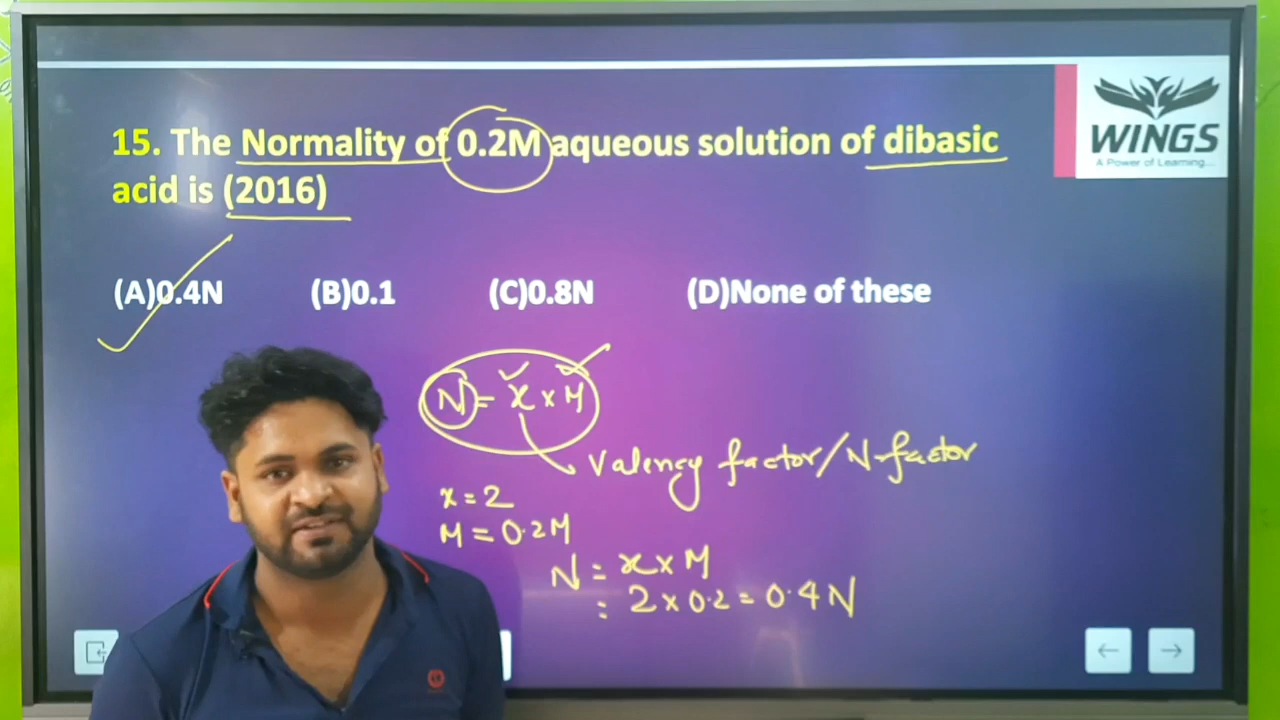 15. The Normality of 0.2M aqueous solution of dibasic
acid is (2016)
WINGS
A Power of Learning...
(A)0.4N (B)0.1 (C)0.8N (D)None of these
N = x × M
Valency factor/N-factor
x = 2
M = 0.2M
N = x × M
= 2 × 0.2 = 0.4 N